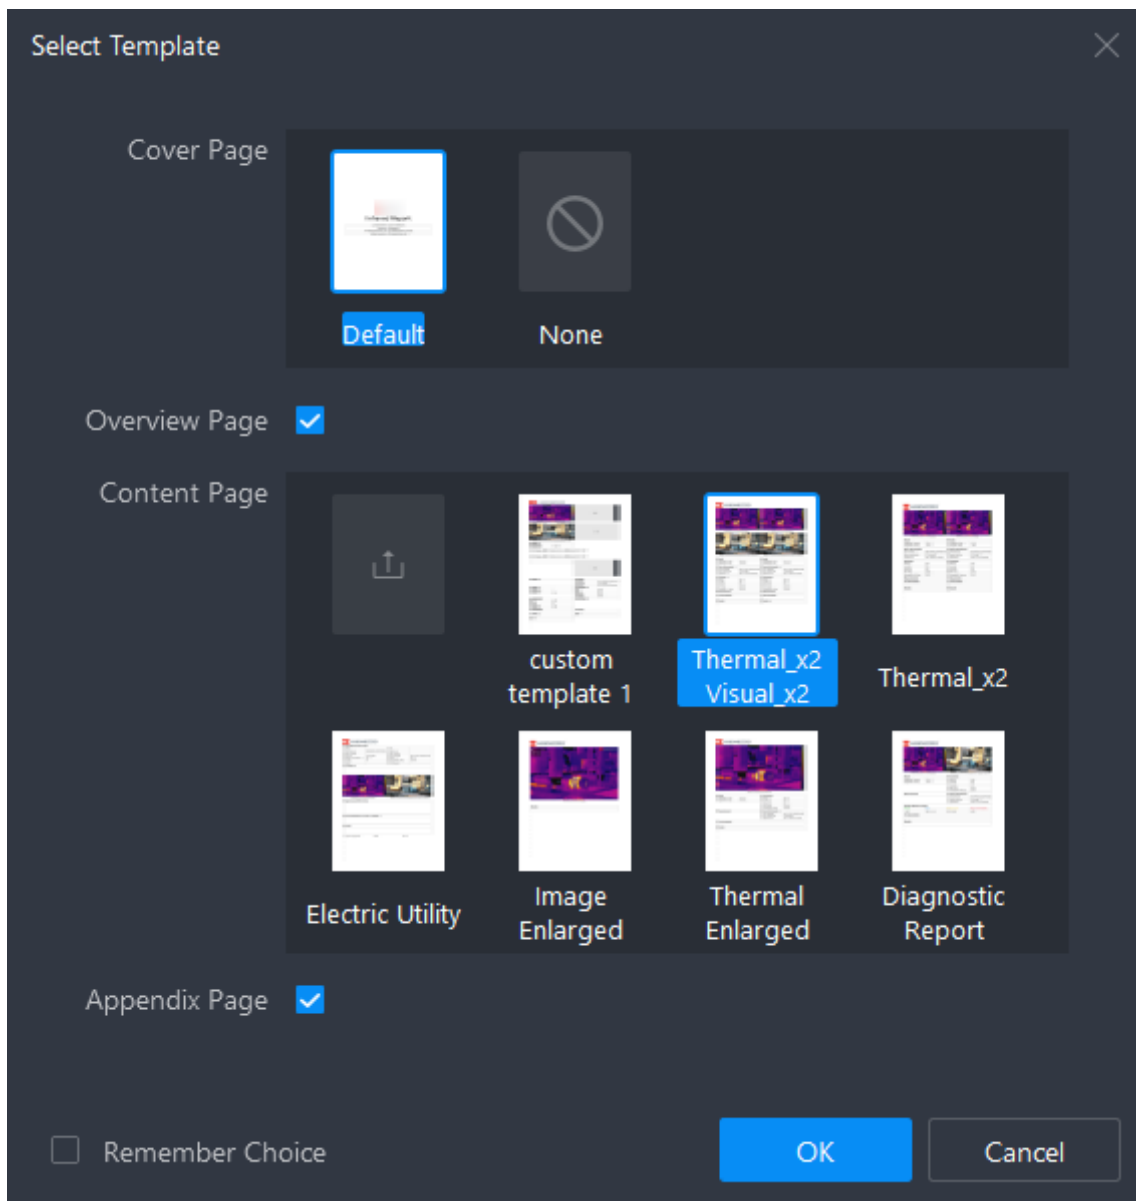 Select Template
Cover Page
Default
None
Overview Page
Content Page
custom
template 1
Thermal_x2
Visual_x2
Thermal_x2
Electric Utility
Image
Enlarged
Thermal
Enlarged
Diagnostic
Report
Appendix Page
Remember Choice
OK
Cancel